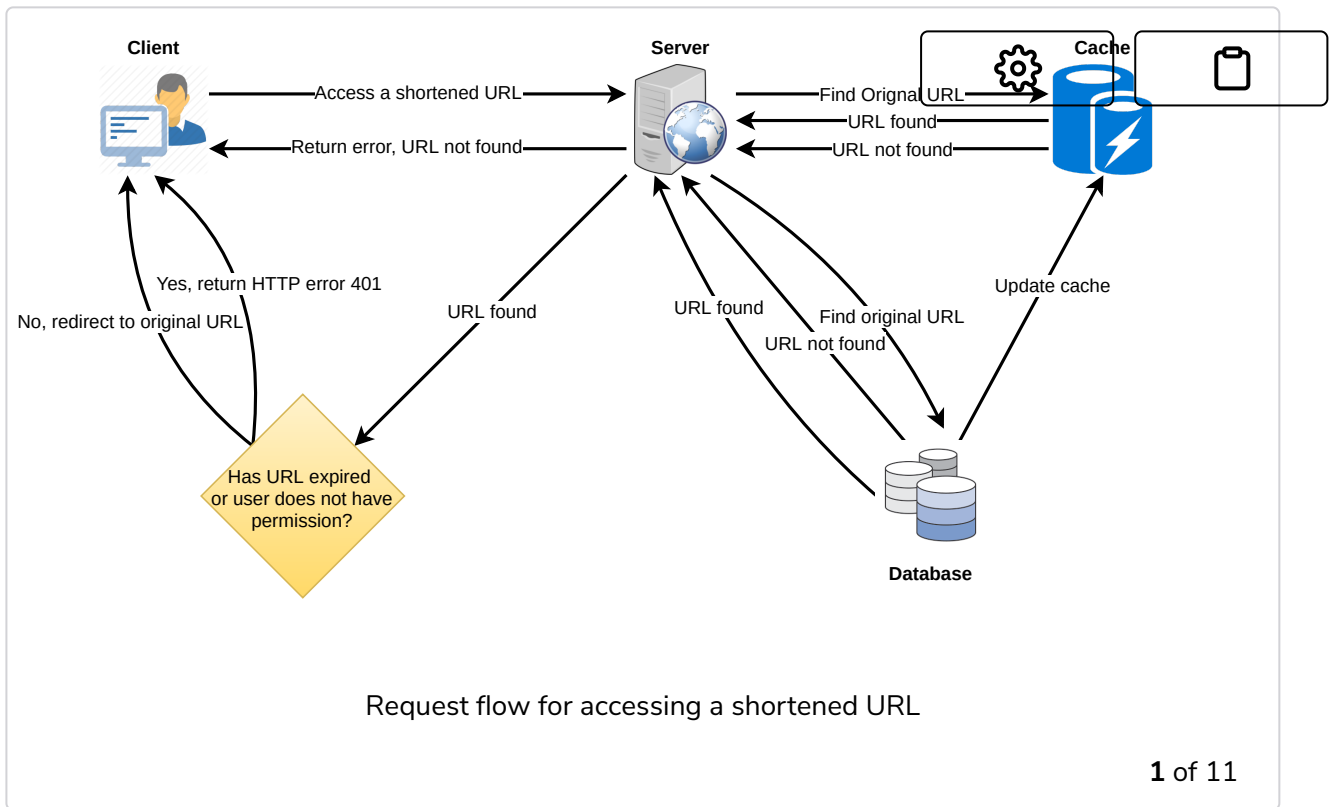 Client
Server
Cache
Access a shortened URL
Find Orignal URL
URL found
Return error, URL not found
URL not found
Yes, return HTTP error 401
No, redirect to original URL
URL found
URL found
Find original URL
URL not found
Update cache
Has URL expired
or user does not have
permission?
Database
Request flow for accessing a shortened URL
1 of 11